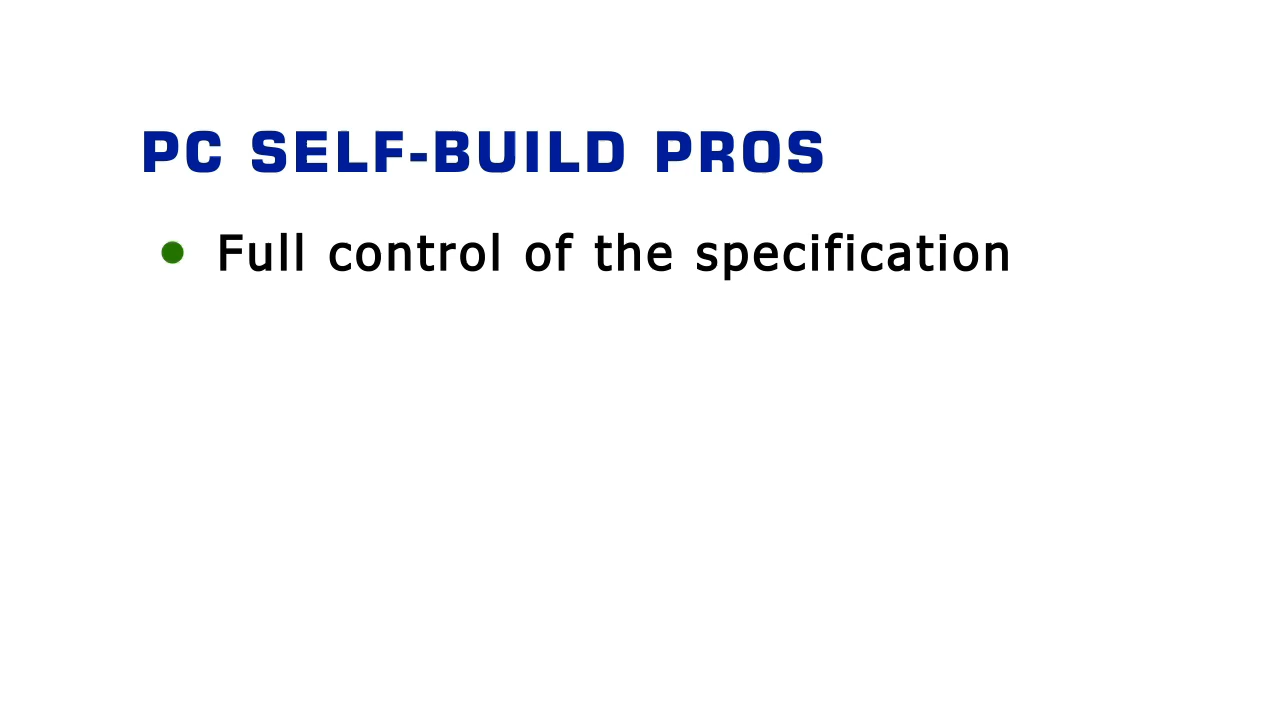 PC SELF-BUILD PROS
Full control of the specification